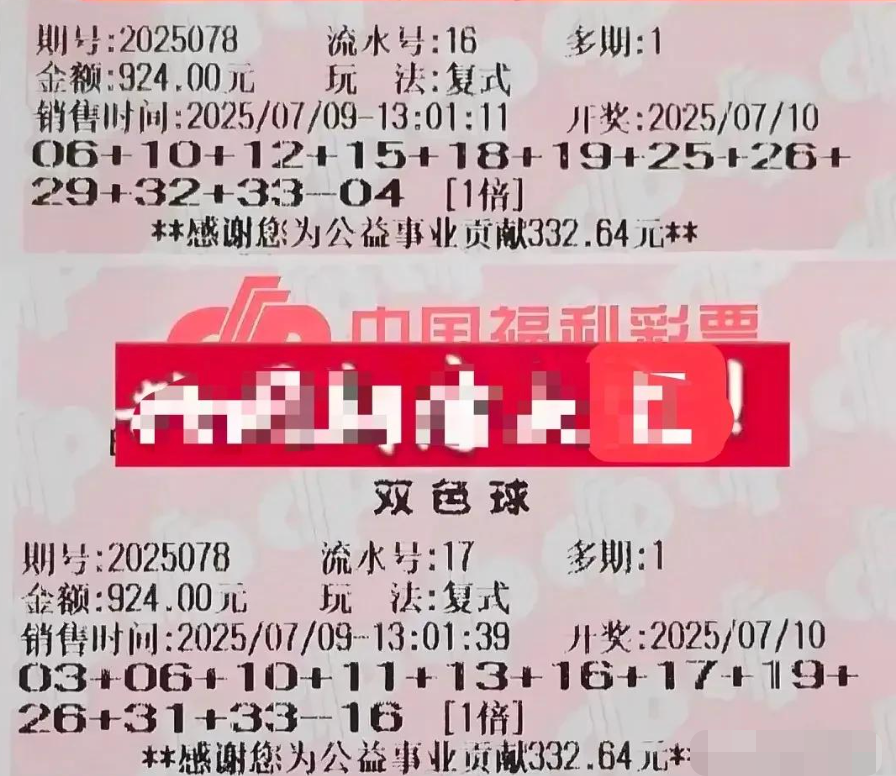 期号:2025078 流水号:16 多期:1
金额:924.00元 玩 法:复式
销售时间:2025/07/09-13:01:11 开奖:2025/07/10
06+10+12+15+18+19+25+26+
29+32+33-04 [1倍]
**感谢您为公益事业贡献332.64元**
中国福利彩票
双色球
期号:2025078 流水号:17 多期:1
金额:924.00元 玩 法:复式
销售时间:2025/07/09-13:01:39 开奖:2025/07/10
03+06+10+11+13+16+17+19+
26+31+33-16 [1倍]
**感谢您为公益事业贡献332.64元*